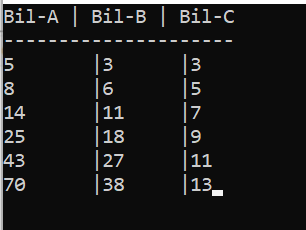 Bil-A | Bil-B | Bil-C
---------------------
5       |3      |3
8       |6      |5
14      |11     |7
25      |18     |9
43      |27     |11
70      |38     |13